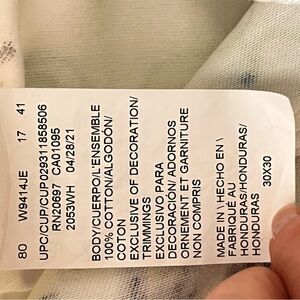 80 W9414JE 17 41
UPC/CUP/CUP029311858506
RN20697 CA01095
2053WH 04/28/21
BODY/CUERPO/L'ENSEMBLE
100% COTTON/ALGODÓN/
COTON
EXCLUSIVE OF DECORATION/
TRIMMINGS
EXCLUSIVO PARA
DECORACION/ ADORNOS
ORNEMENT ET GARNITURE
NON COMPRIS
MADE IN \ HECHO EN \
FABRIQUÉ AU
HONDURAS/HONDURAS/
HONDURAS
30X30